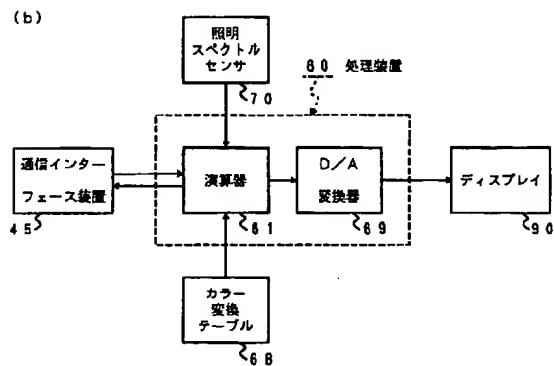 (b)
照明
スペクトル
センサ
70
60 処理装置
通信インター
フェース装置
45
演算器
61
D/A
変換器
69
ディスプレイ
90
カラー
変換
テーブル
68